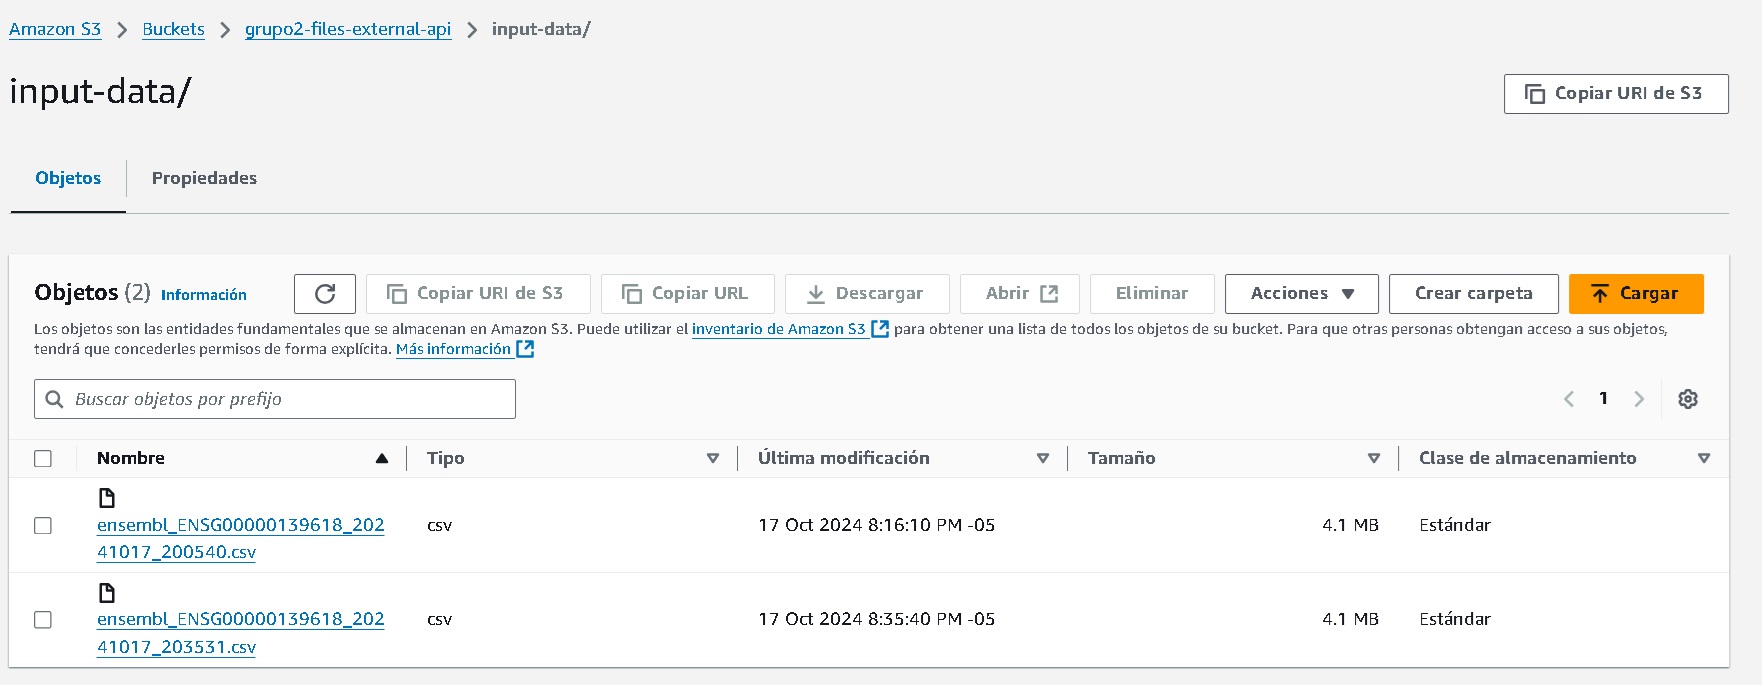 Amazon S3 > Buckets > grupo2-files-external-api > input-data/
input-data/
Copiar URI de S3
Objetos
Propiedades
Objetos (2) Información
Copiar URI de S3
Copiar URL
Descargar
Abrir
Eliminar
Acciones
Crear carpeta
Cargar
Los objetos son las entidades fundamentales que se almacenan en Amazon S3. Puede utilizar el inventario de Amazon S3 para obtener una lista de todos los objetos de su bucket. Para que otras personas obtengan acceso a sus objetos,
tendrá que concederles permisos de forma explícita. Más información
Buscar objetos por prefijo
1
Nombre Tipo Última modificación Tamaño Clase de almacenamiento
ensembl_ENSG00000139618_202
41017_200540.csv
csv 17 Oct 2024 8:16:10 PM -05 4.1 MB Estándar
ensembl_ENSG00000139618_202
41017_203531.csv
csv 17 Oct 2024 8:35:40 PM -05 4.1 MB Estándar